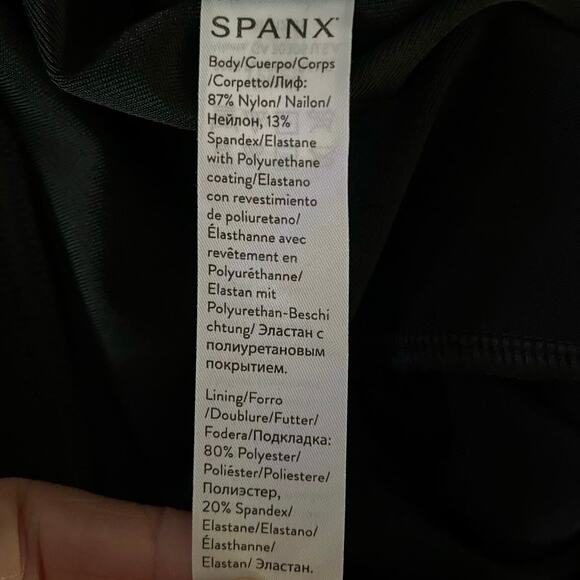 SPANX
Body/Cuerpo/Corps
/Corpetto/Лиф:
87% Nylon/ Nailon/
Нейлон, 13%
Spandex/Elastane
with Polyurethane
coating/Elastano
con revestimiento
de poliuretano/
Élasthanne avec
revêtement en
Polyuréthanne/
Elastan mit
Polyurethan-Beschi
chtung/ Эластан с
полиуретановым
покрытием.
Lining/Forro
/Doublure/Futter/
Fodera/Подкладка:
80% Polyester/
Poliéster/Poliestere/
Полиэстер,
20% Spandex/
Elastane/Elastano/
Élasthanne/
Elastan/ Эластан.